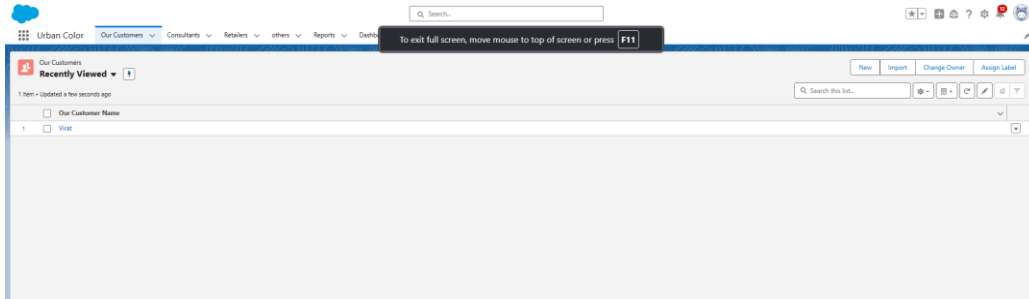 Search...
12
Urban Color Our Customers Consultants Retailers others Reports
To exit full screen, move mouse to top of screen or press F11
Our Customers
Recently Viewed
New Import Change Owner Assign Label
1 item • Updated a few seconds ago
Search this list...
Our Customer Name
1 Virat